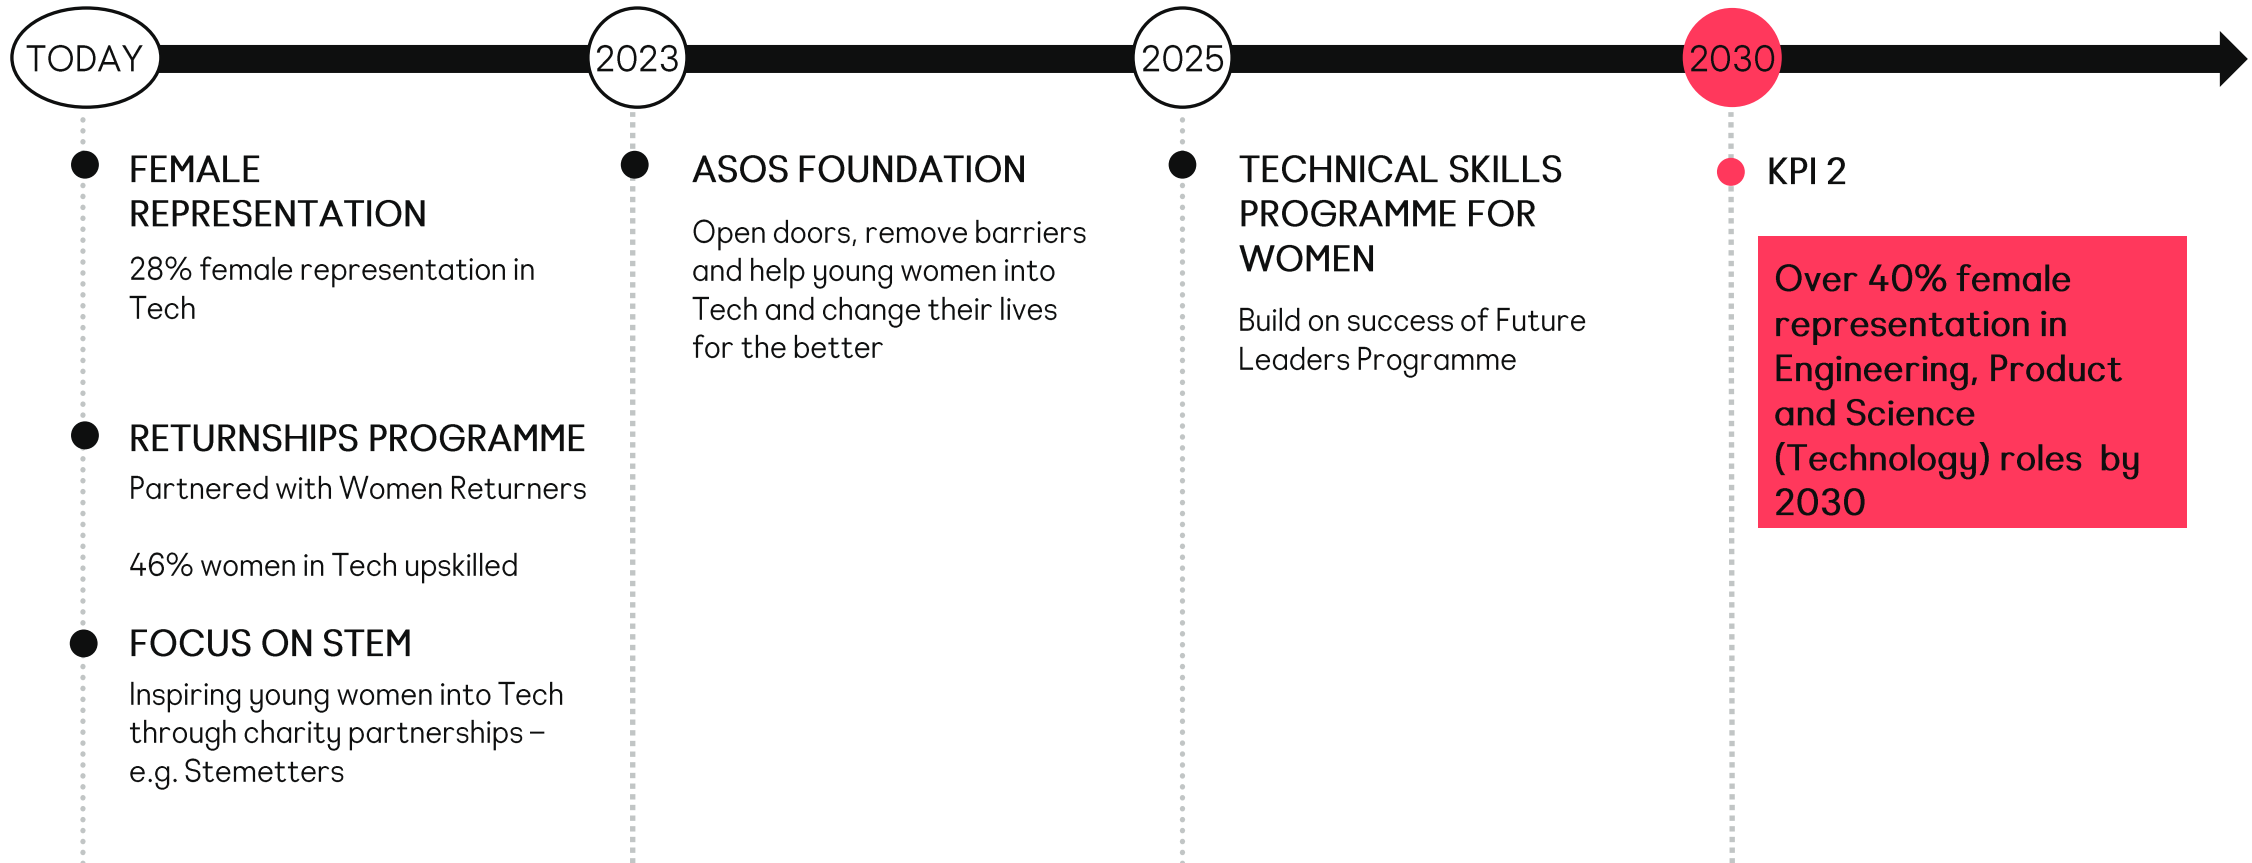 TODAY
2023
2025
2030
FEMALE
REPRESENTATION
28% female representation in
Tech
RETURNSHIPS PROGRAMME
Partnered with Women Returners
46% women in Tech upskilled
FOCUS ON STEM
Inspiring young women into Tech
through charity partnerships –
e.g. Stemetters
ASOS FOUNDATION
Open doors, remove barriers
and help young women into
Tech and change their lives
for the better
TECHNICAL SKILLS
PROGRAMME FOR
WOMEN
Build on success of Future
Leaders Programme
KPI 2
Over 40% female
representation in
Engineering, Product
and Science
(Technology) roles by
2030